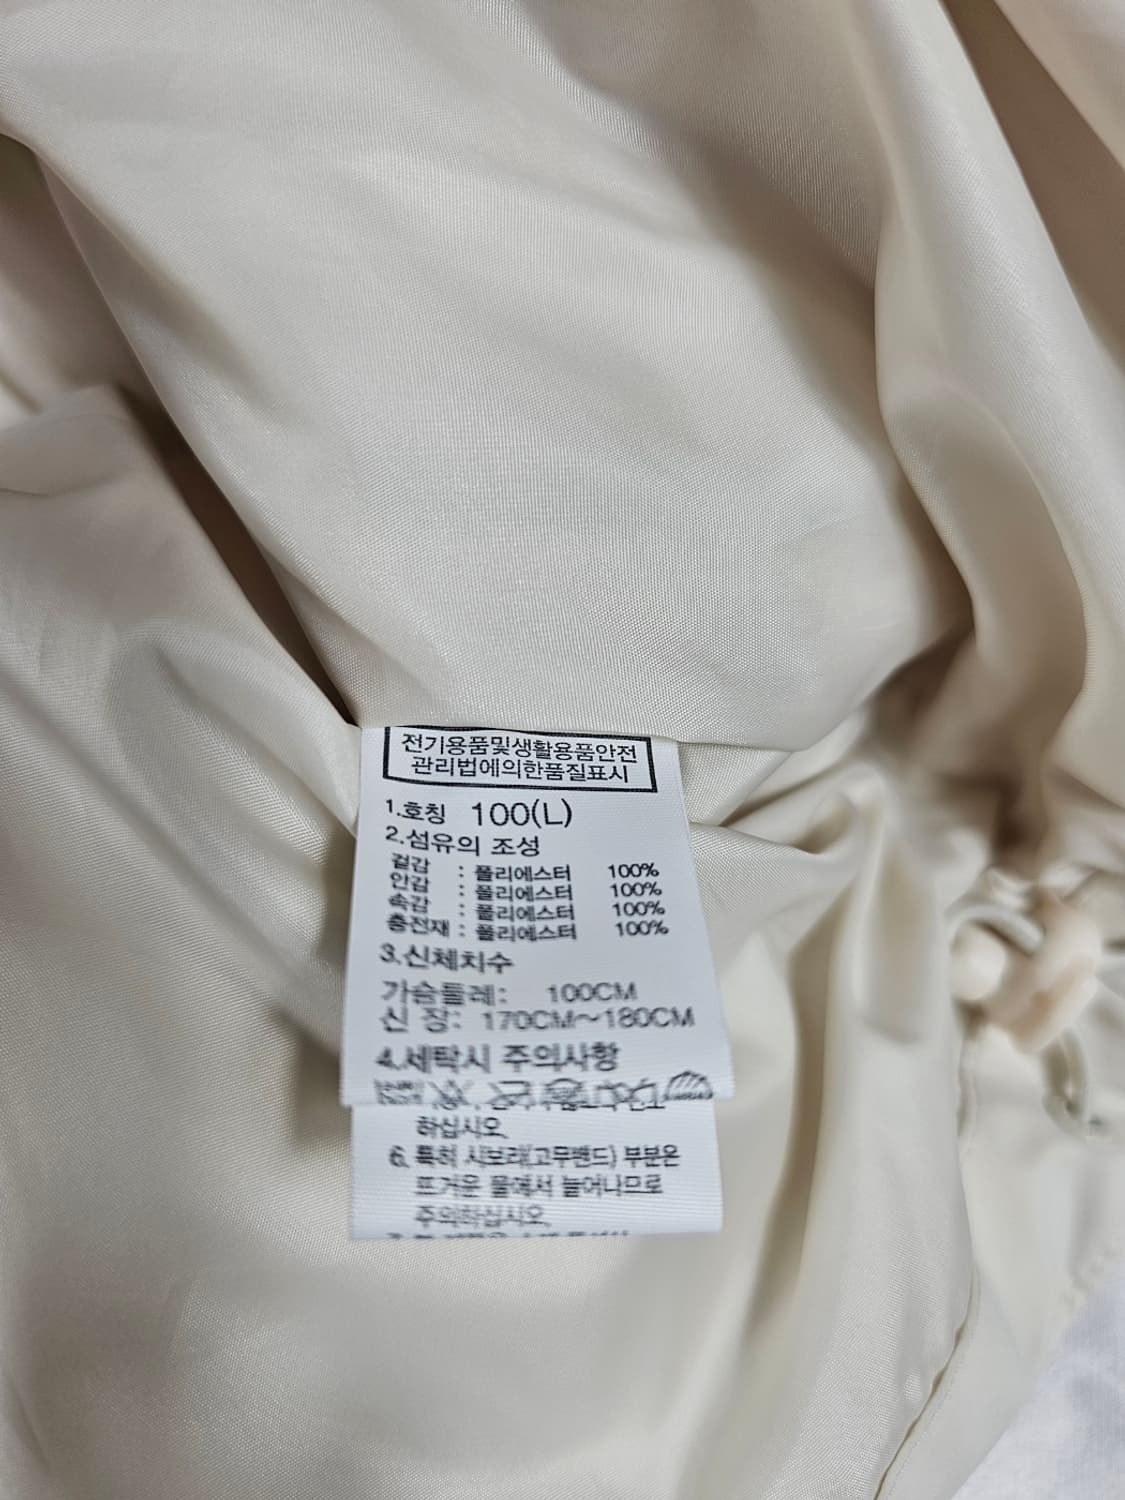 전기용품및생활용품안전
관리법에의한품질표시
1.호칭 100(L)
2.섬유의 조성
겉감 : 폴리에스터 100%
안감 : 폴리에스터 100%
속감 : 폴리에스터 100%
충전재 : 폴리에스터 100%
3.신체치수
가슴둘레: 100CM
신 장: 170CM~180CM
4.세탁시 주의사항
하십시오.
6. 특히 시보리(고무밴드) 부분은
뜨거운 물에서 늘어나므로
주의하십시오.